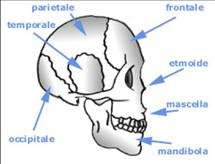 parietale
frontale
temporale
etmoide
mascella
occipitale
mandibola